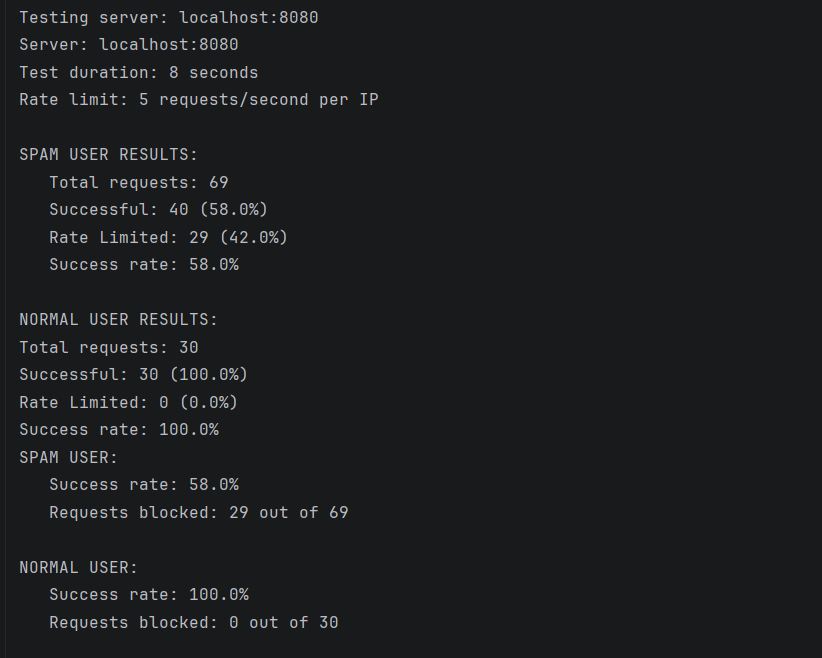 Testing server: localhost:8080
Server: localhost:8080
Test duration: 8 seconds
Rate limit: 5 requests/second per IP
SPAM USER RESULTS:
Total requests: 69
Successful: 40 (58.0%)
Rate Limited: 29 (42.0%)
Success rate: 58.0%
NORMAL USER RESULTS:
Total requests: 30
Successful: 30 (100.0%)
Rate Limited: 0 (0.0%)
Success rate: 100.0%
SPAM USER:
Success rate: 58.0%
Requests blocked: 29 out of 69
NORMAL USER:
Success rate: 100.0%
Requests blocked: 0 out of 30